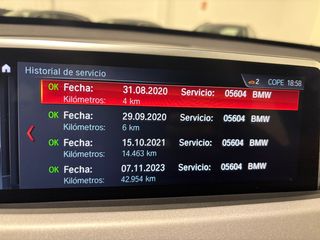 Historial de servicio
2 COPE 18:58
OK Fecha: 31.08.2020 Servicio: 05604 BMW
Kilómetros: 4 km
OK Fecha: 29.09.2020 Servicio: 05604 BMW
Kilómetros: 6 km
OK Fecha: 15.10.2021 Servicio: 05604 BMW
Kilómetros: 14.463 km
OK Fecha: 07.11.2023 Servicio: 05604 BMW
Kilómetros: 42.954 km